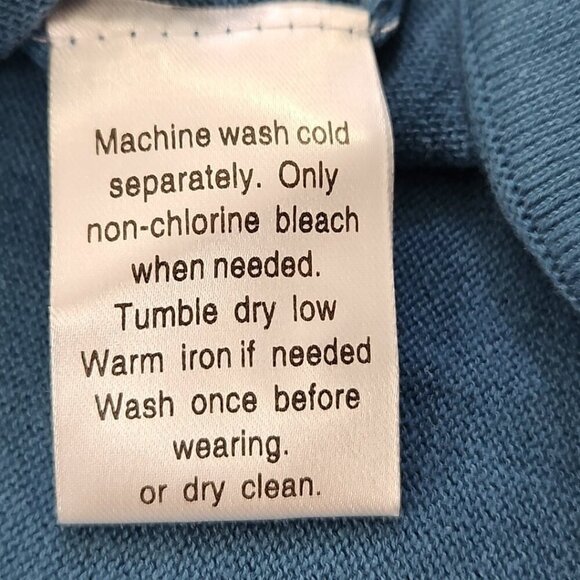 Machine wash cold
separately. Only
non-chlorine bleach
when needed.
Tumble dry low
Warm iron if needed
Wash once before
wearing.
or dry clean.